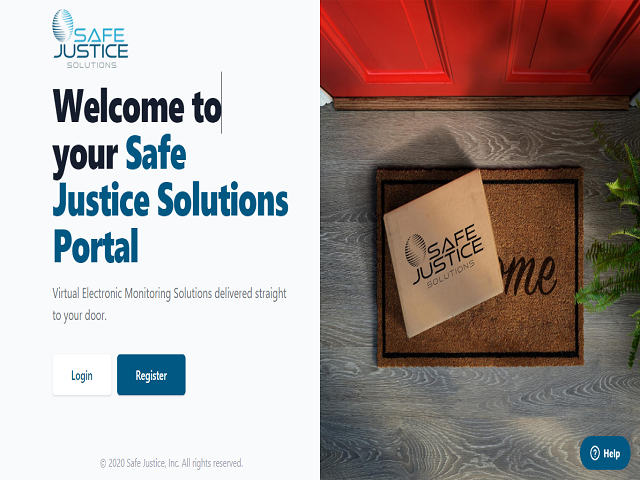 SAFE
JUSTICE
SOLUTIONS
Welcome to
your Safe
Justice Solutions
Portal
Virtual Electronic Monitoring Solutions delivered straight
to your door.
Login Register
© 2020 Safe Justice, Inc. All rights reserved.
SAFE
JUSTICE
SOLUTIONS
ome
Help